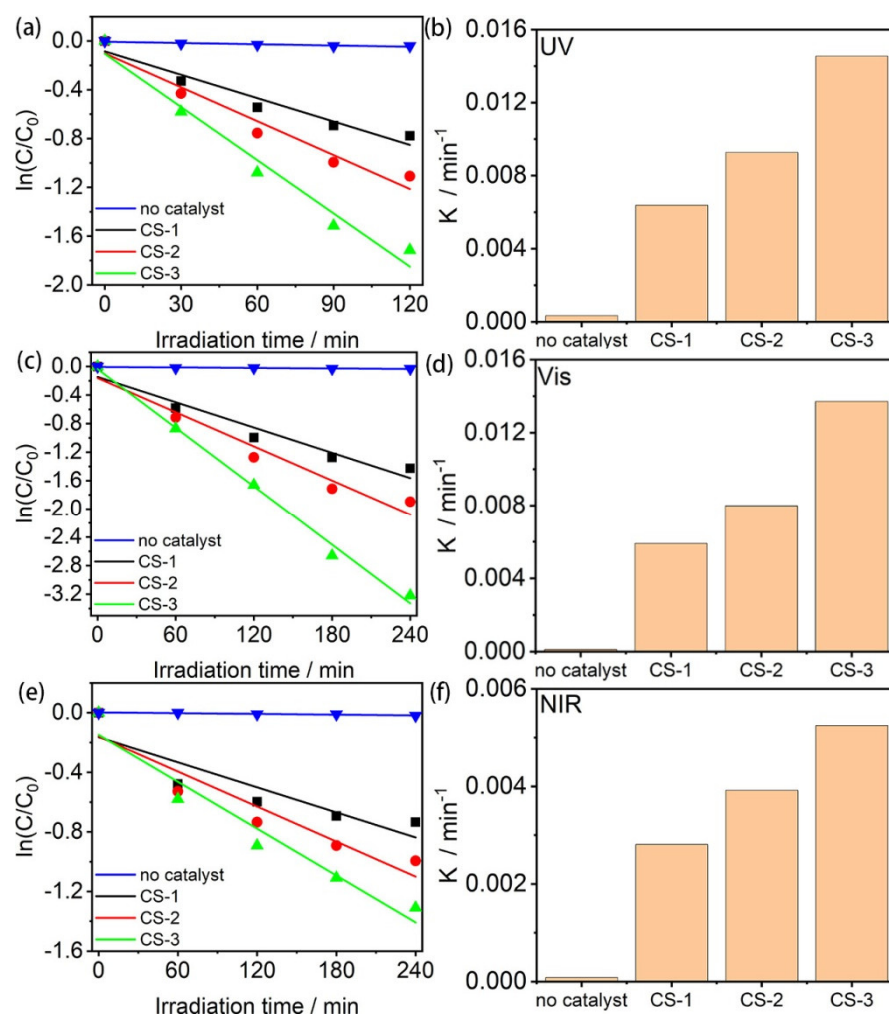 (a)
0.0
-0.4
-0.8
-1.2
-1.6
-2.0
ln(C/C0)
no catalyst
CS-1
CS-2
CS-3
0 30 60 90 120
Irradiation time / min
(b)
UV
0.016
0.012
0.008
0.004
0.000
K / min-1
no catalyst CS-1 CS-2 CS-3
(c)
0.0
-0.4
-0.8
-1.2
-1.6
-2.0
-2.4
-2.8
-3.2
ln(C/C0)
no catalyst
CS-1
CS-2
CS-3
0 60 120 180 240
Irradiation time / min
(d)
Vis
0.016
0.012
0.008
0.004
0.000
K / min-1
no catalyst CS-1 CS-2 CS-3
(e)
0.0
-0.4
-0.8
-1.2
-1.6
ln(C/C0)
no catalyst
CS-1
CS-2
CS-3
0 60 120 180 240
Irradiation time / min
(f)
NIR
0.006
0.004
0.002
0.000
K / min-1
no catalyst CS-1 CS-2 CS-3